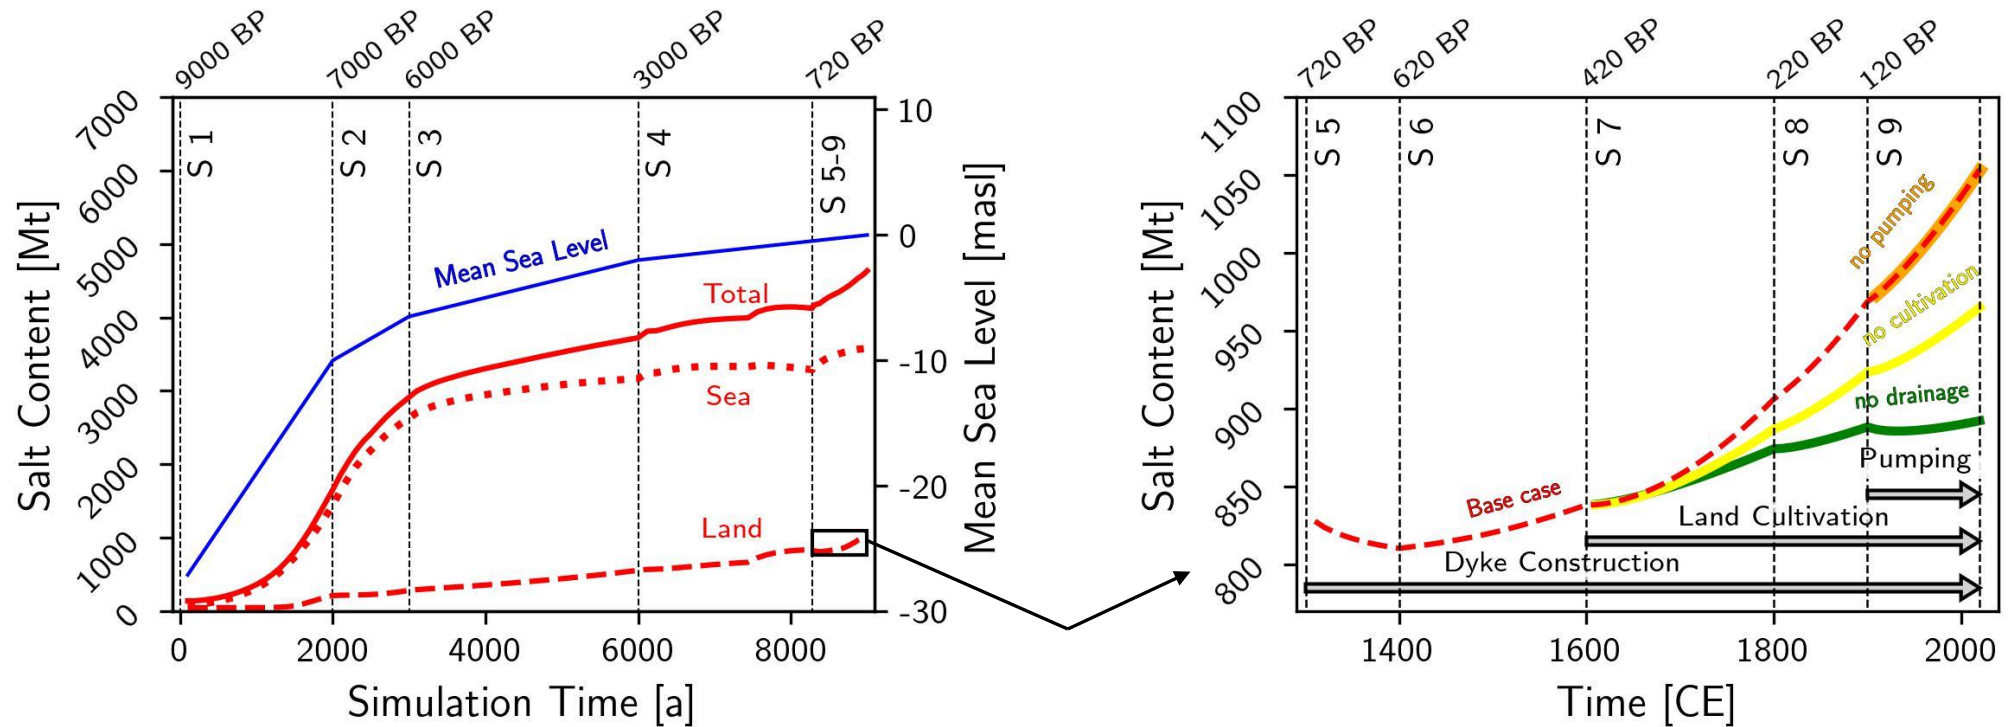 9000 BP
7000 BP
6000 BP
3000 BP
720 BP
S 1
S 2
S 3
S 4
S 5-9
7000
6000
5000
4000
3000
2000
1000
0
Salt Content [Mt]
10
0
-10
-20
-30
Mean Sea Level [masl]
Mean Sea Level
Total
Sea
Land
0
2000
4000
6000
8000
Simulation Time [a]
720 BP
620 BP
420 BP
220 BP
120 BP
S 5
S 6
S 7
S 8
S 9
1100
1050
1000
950
900
850
800
Salt Content [Mt]
no pumping
no cultivation
no drainage
Base case
Pumping
Land Cultivation
Dyke Construction
1400
1600
1800
2000
Time [CE]